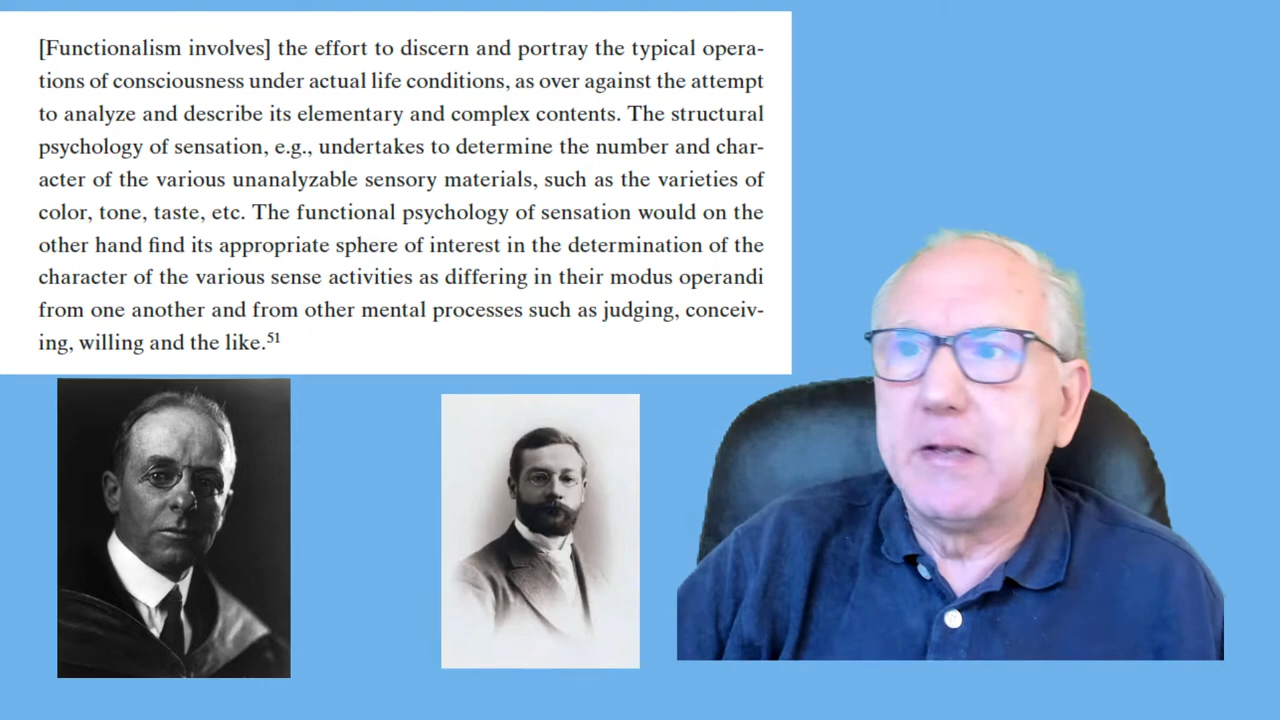 [Functionalism involves] the effort to discern and portray the typical opera-
tions of consciousness under actual life conditions, as over against the attempt
to analyze and describe its elementary and complex contents. The structural
psychology of sensation, e.g., undertakes to determine the number and char-
acter of the various unanalyzable sensory materials, such as the varieties of
color, tone, taste, etc. The functional psychology of sensation would on the
other hand find its appropriate sphere of interest in the determination of the
character of the various sense activities as differing in their modus operandi
from one another and from other mental processes such as judging, conceiv-
ing, willing and the like.51